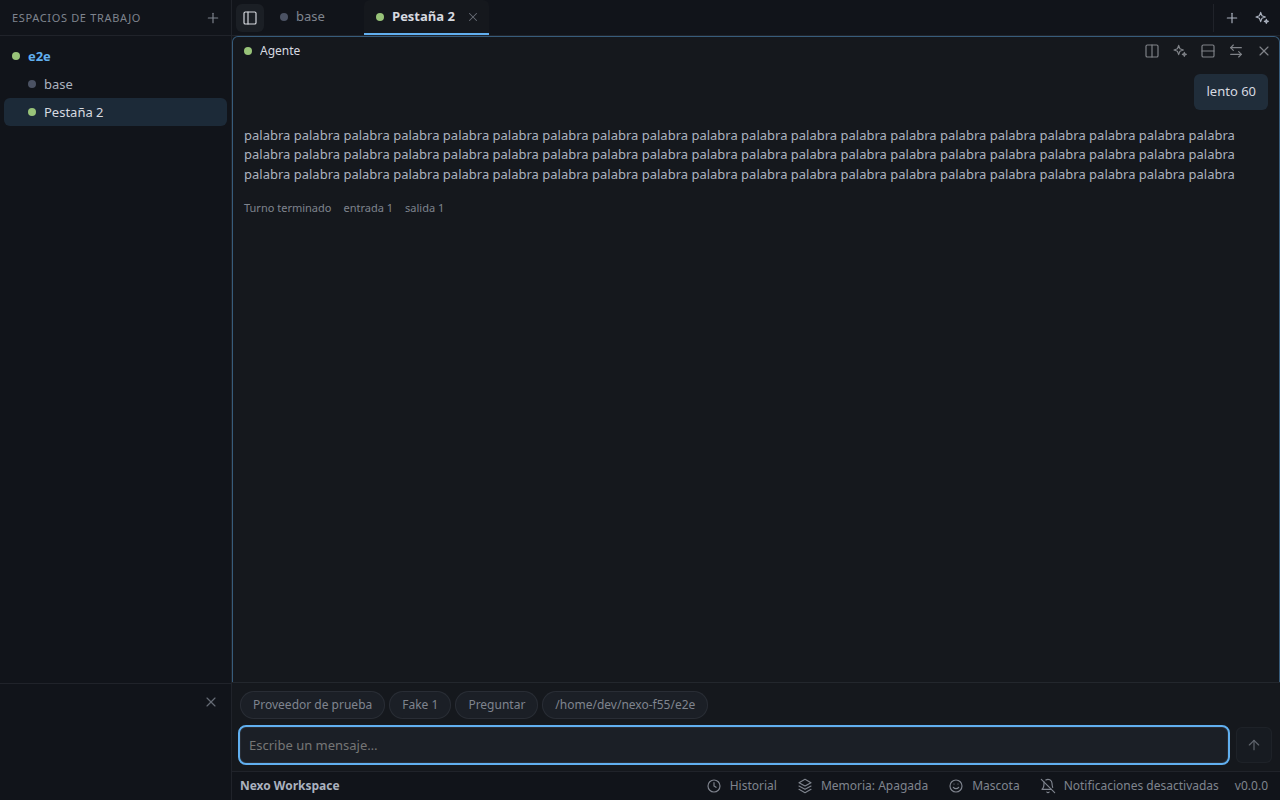 ESPACIOS DE TRABAJO
base
Pestaña 2
e2e
base
Pestaña 2
Agente
lento 60
palabra palabra palabra palabra palabra palabra palabra palabra palabra palabra palabra palabra palabra palabra palabra palabra palabra palabra palabra palabra
palabra palabra palabra palabra palabra palabra palabra palabra palabra palabra palabra palabra palabra palabra palabra palabra palabra palabra palabra palabra
palabra palabra palabra palabra palabra palabra palabra palabra palabra palabra palabra palabra palabra palabra palabra palabra palabra palabra palabra palabra
Turno terminado entrada 1 salida 1
Proveedor de prueba Fake 1 Preguntar /home/dev/nexo-f55/e2e
Escribe un mensaje...
Nexo Workspace Historial Memoria: Apagada Mascota Notificaciones desactivadas v0.0.0